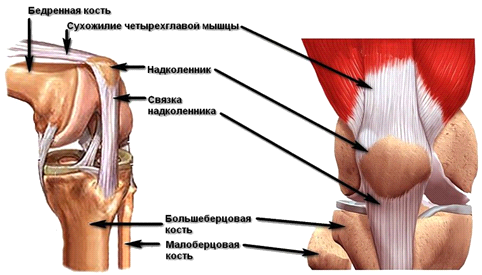 Бедренная кость
Сухожилие четырехглавой мышцы
Надколенник
Связка
надколенника
Большеберцовая
кость
Малоберцовая
кость